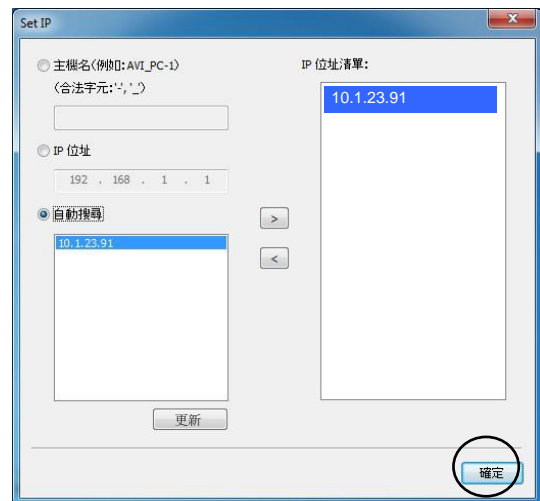 Set IP
主機名(例如:AVI_PC-1)
(合法字元:'-','_')
IP 位址
192 . 168 . 1 . 1
自動搜尋
10.1.23.91
更新
>
<
IP 位址清單:
10.1.23.91
確定